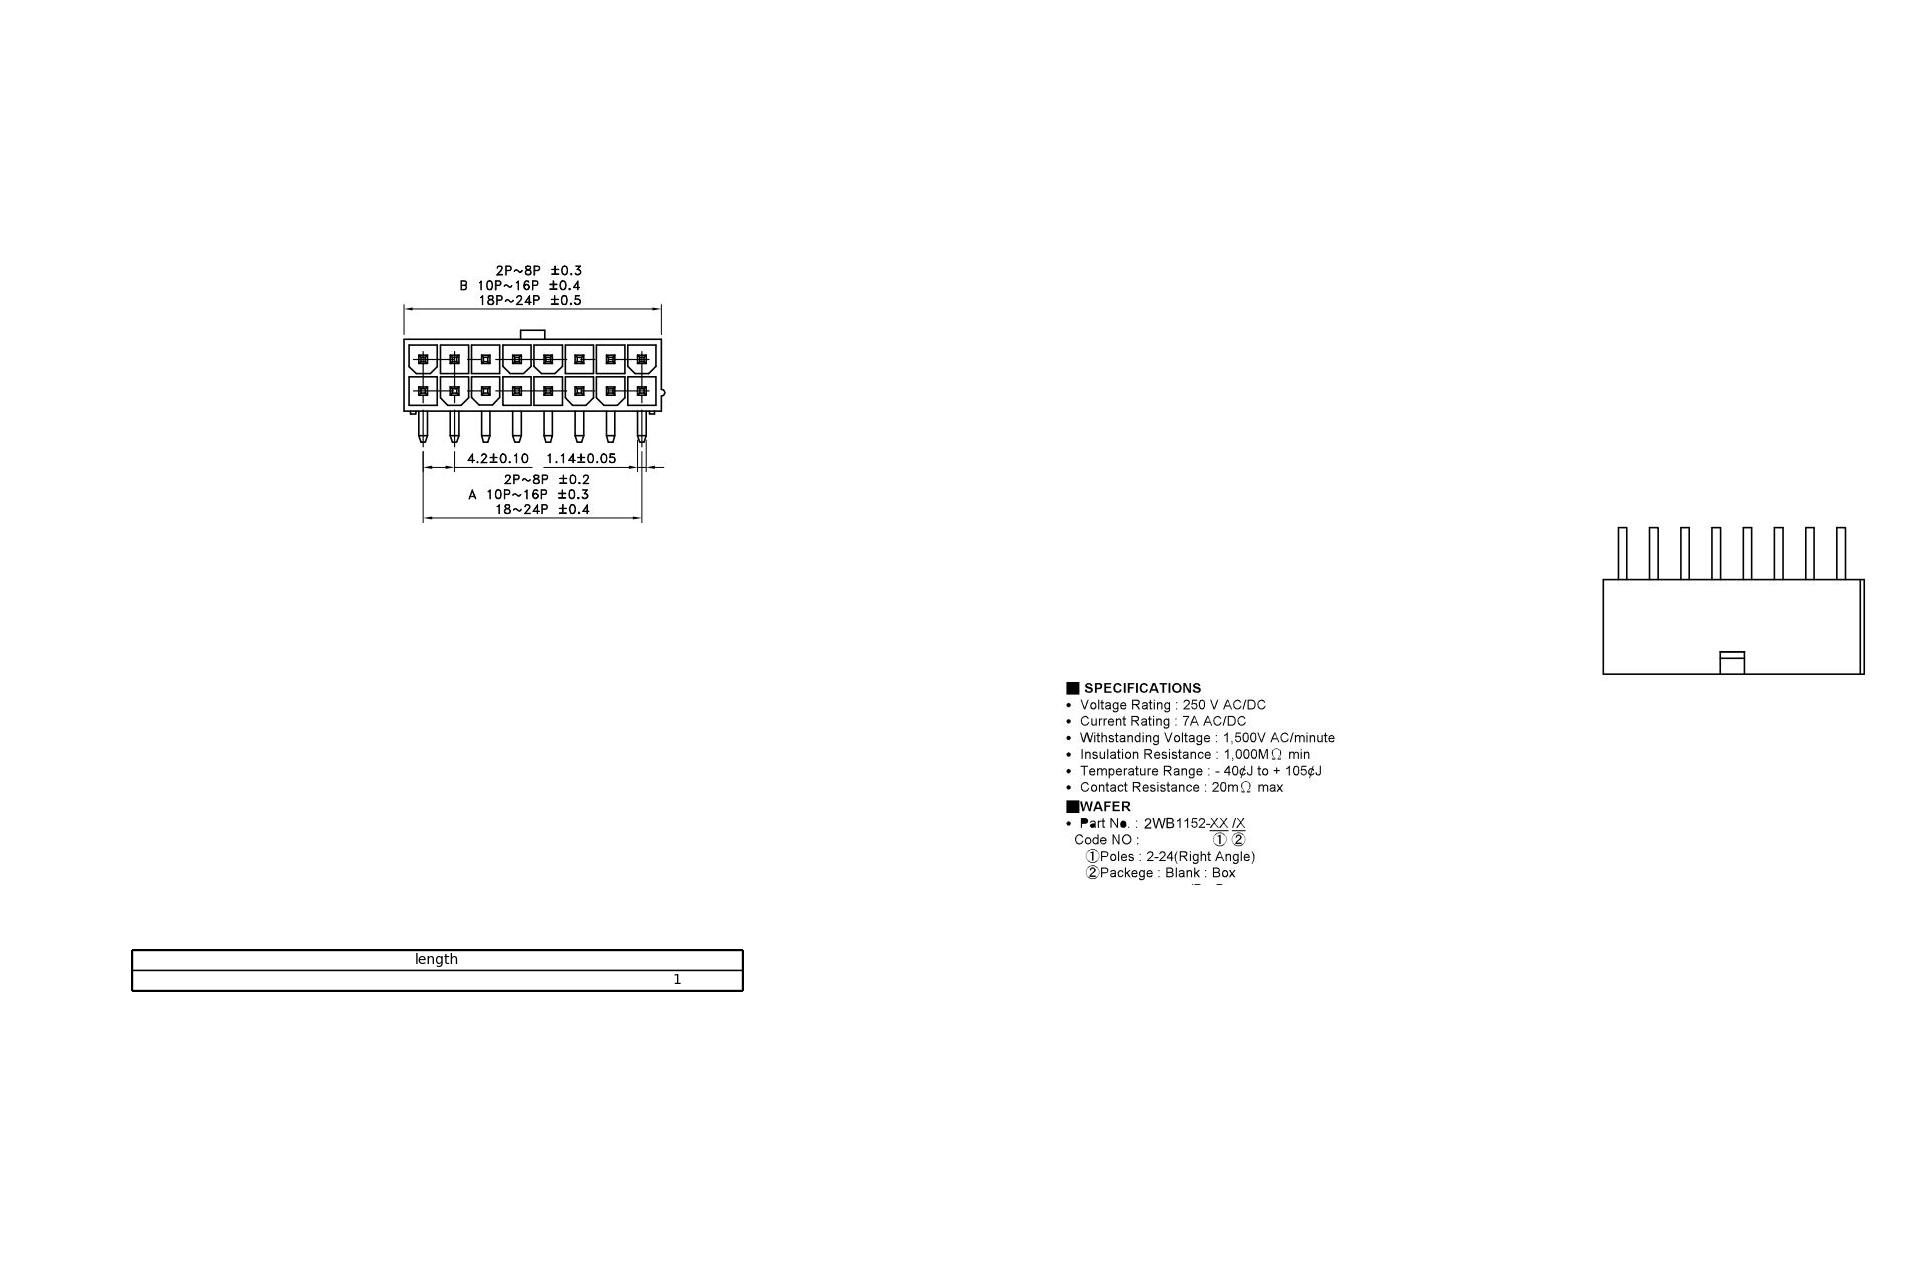 2P~8P ±0.3
B 10P~16P ±0.4
18P~24P ±0.5
4.2±0.10 1.14±0.05
2P~8P ±0.2
A 10P~16P ±0.3
18~24P ±0.4
■ SPECIFICATIONS
• Voltage Rating : 250 V AC/DC
• Current Rating : 7A AC/DC
• Withstanding Voltage : 1,500V AC/minute
• Insulation Resistance : 1,000MΩ min
• Temperature Range : - 40¢J to + 105¢J
• Contact Resistance : 20mΩ max
■WAFER
• Part No. : 2WB1152-XX /X
Code NO : ① ②
①Poles : 2-24(Right Angle)
②Packege : Blank : Box
length
1